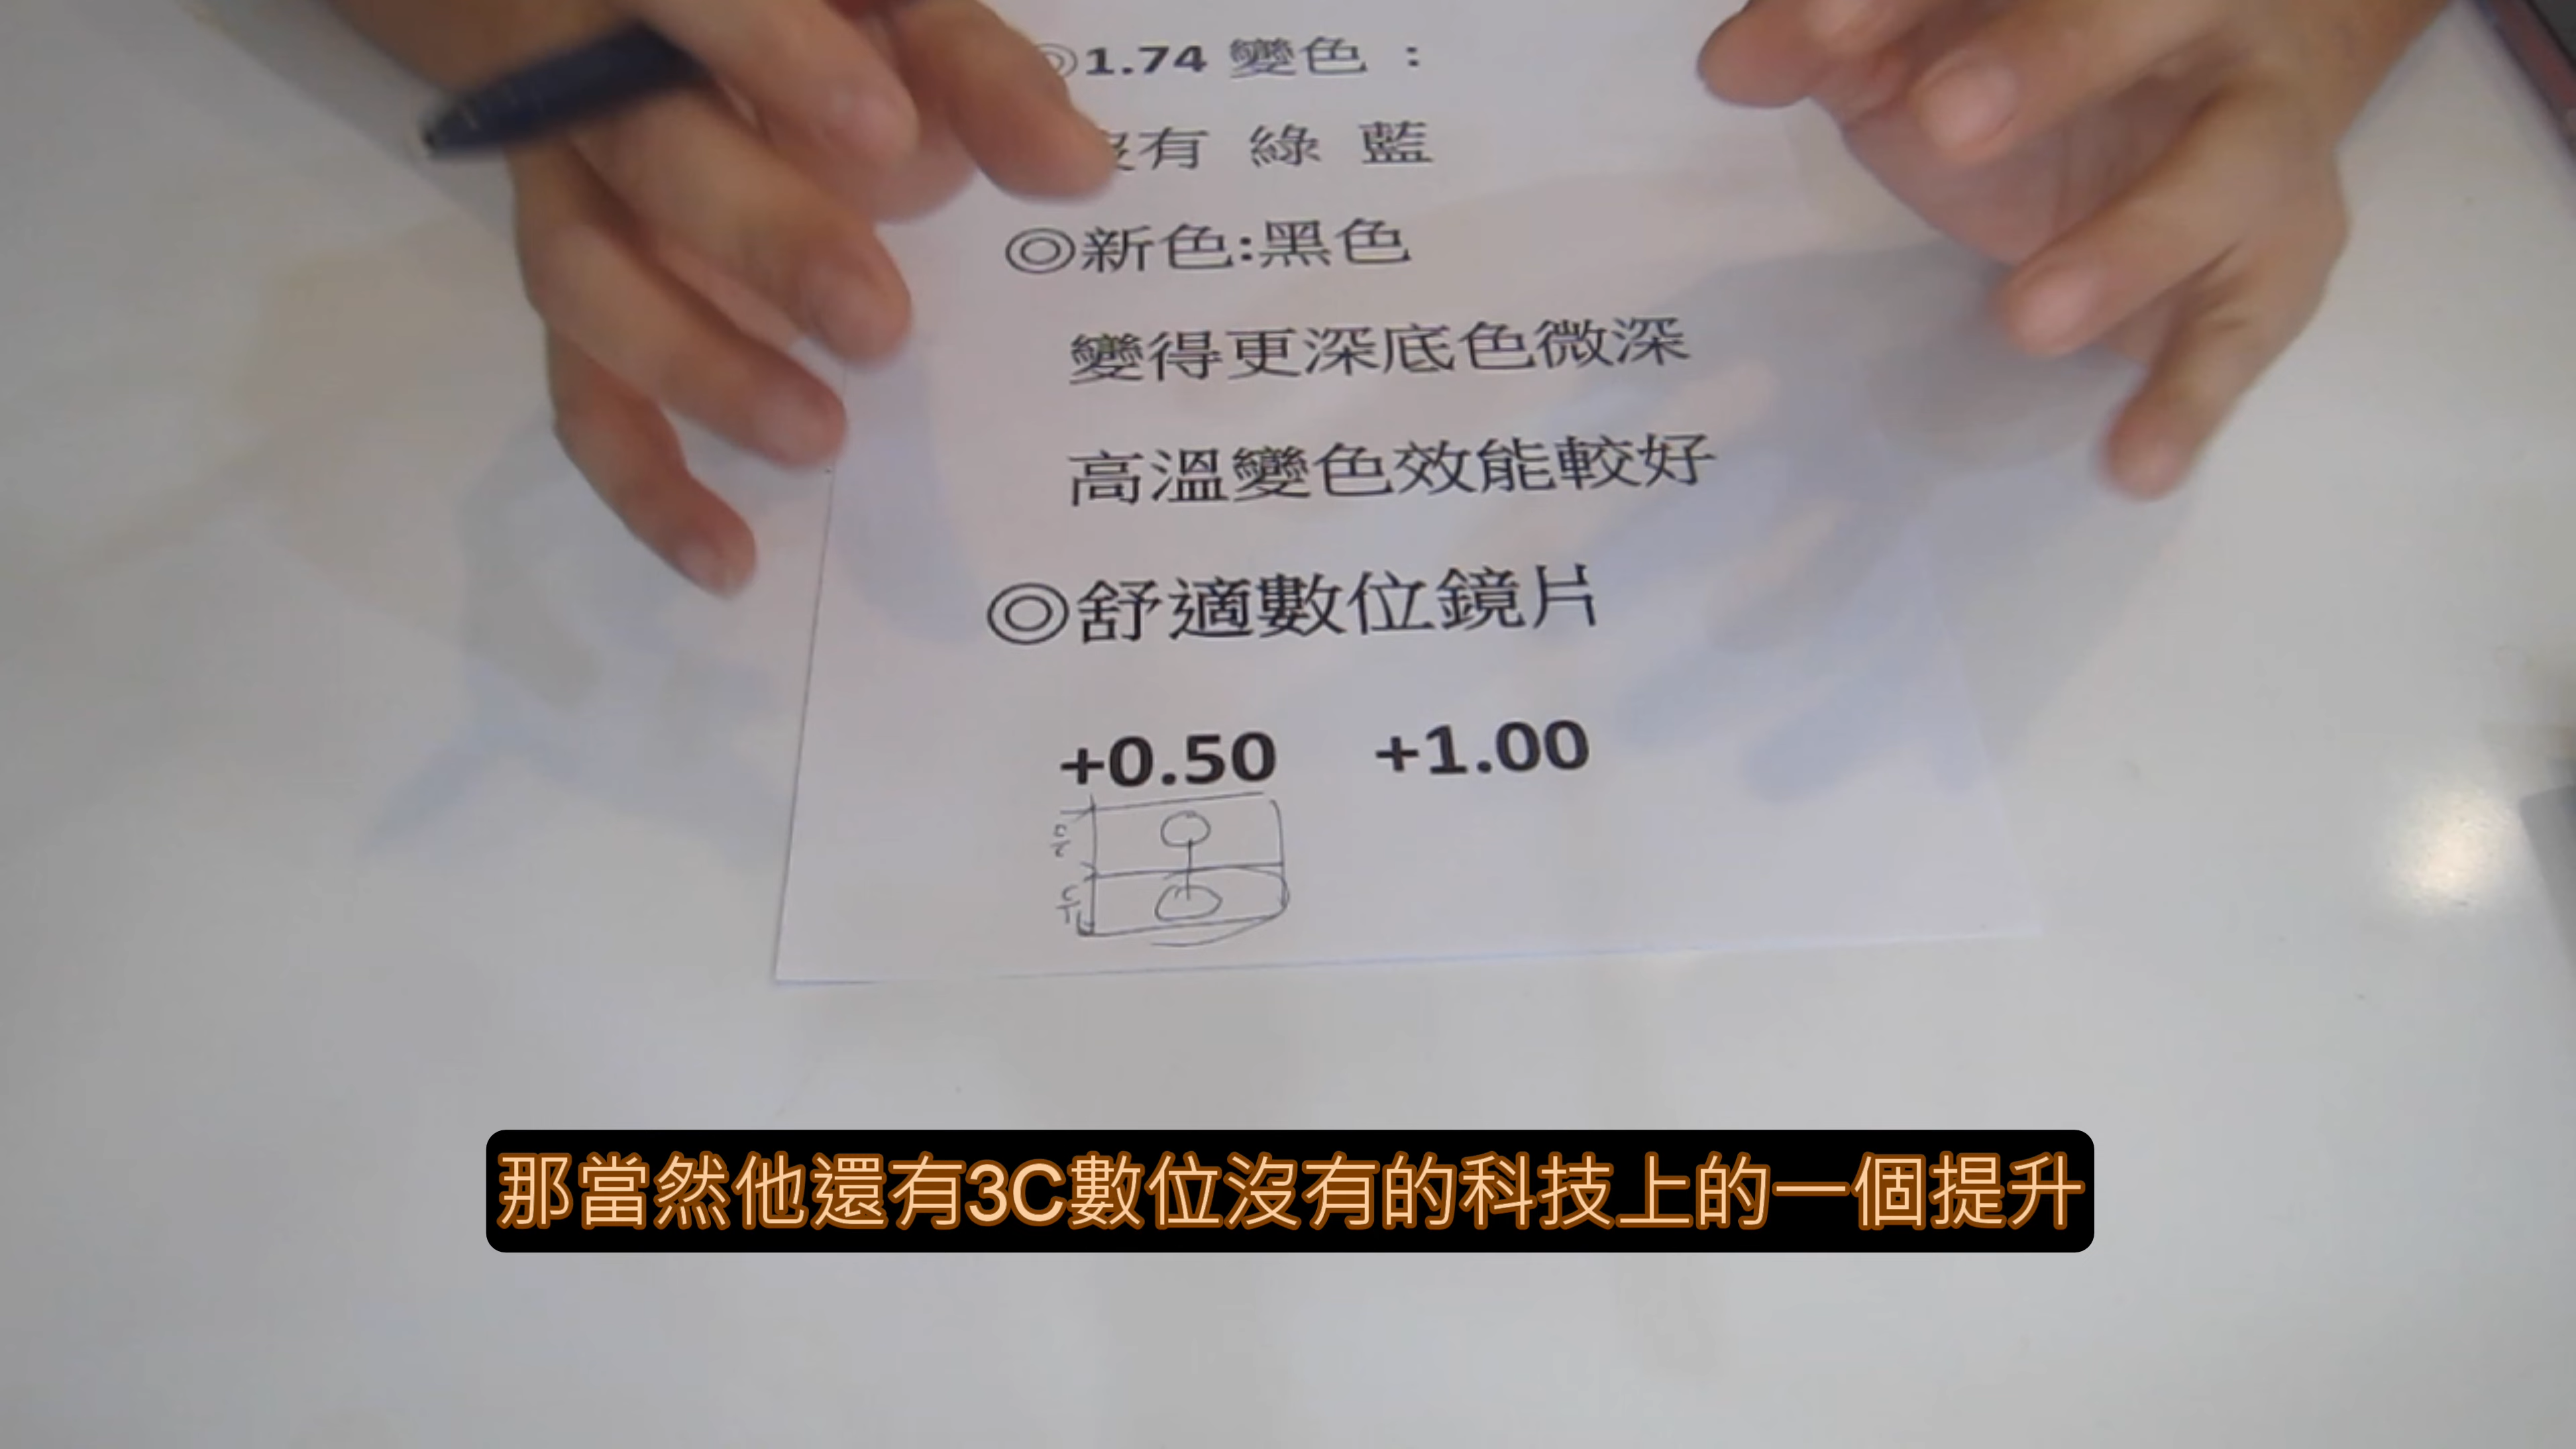 ◎1.74 變色 :
有 綠 藍
◎新色:黑色
變得更深底色微深
高溫變色效能較好
◎舒適數位鏡片
+0.50 +1.00
那當然他還有3C數位沒有的科技上的一個提升